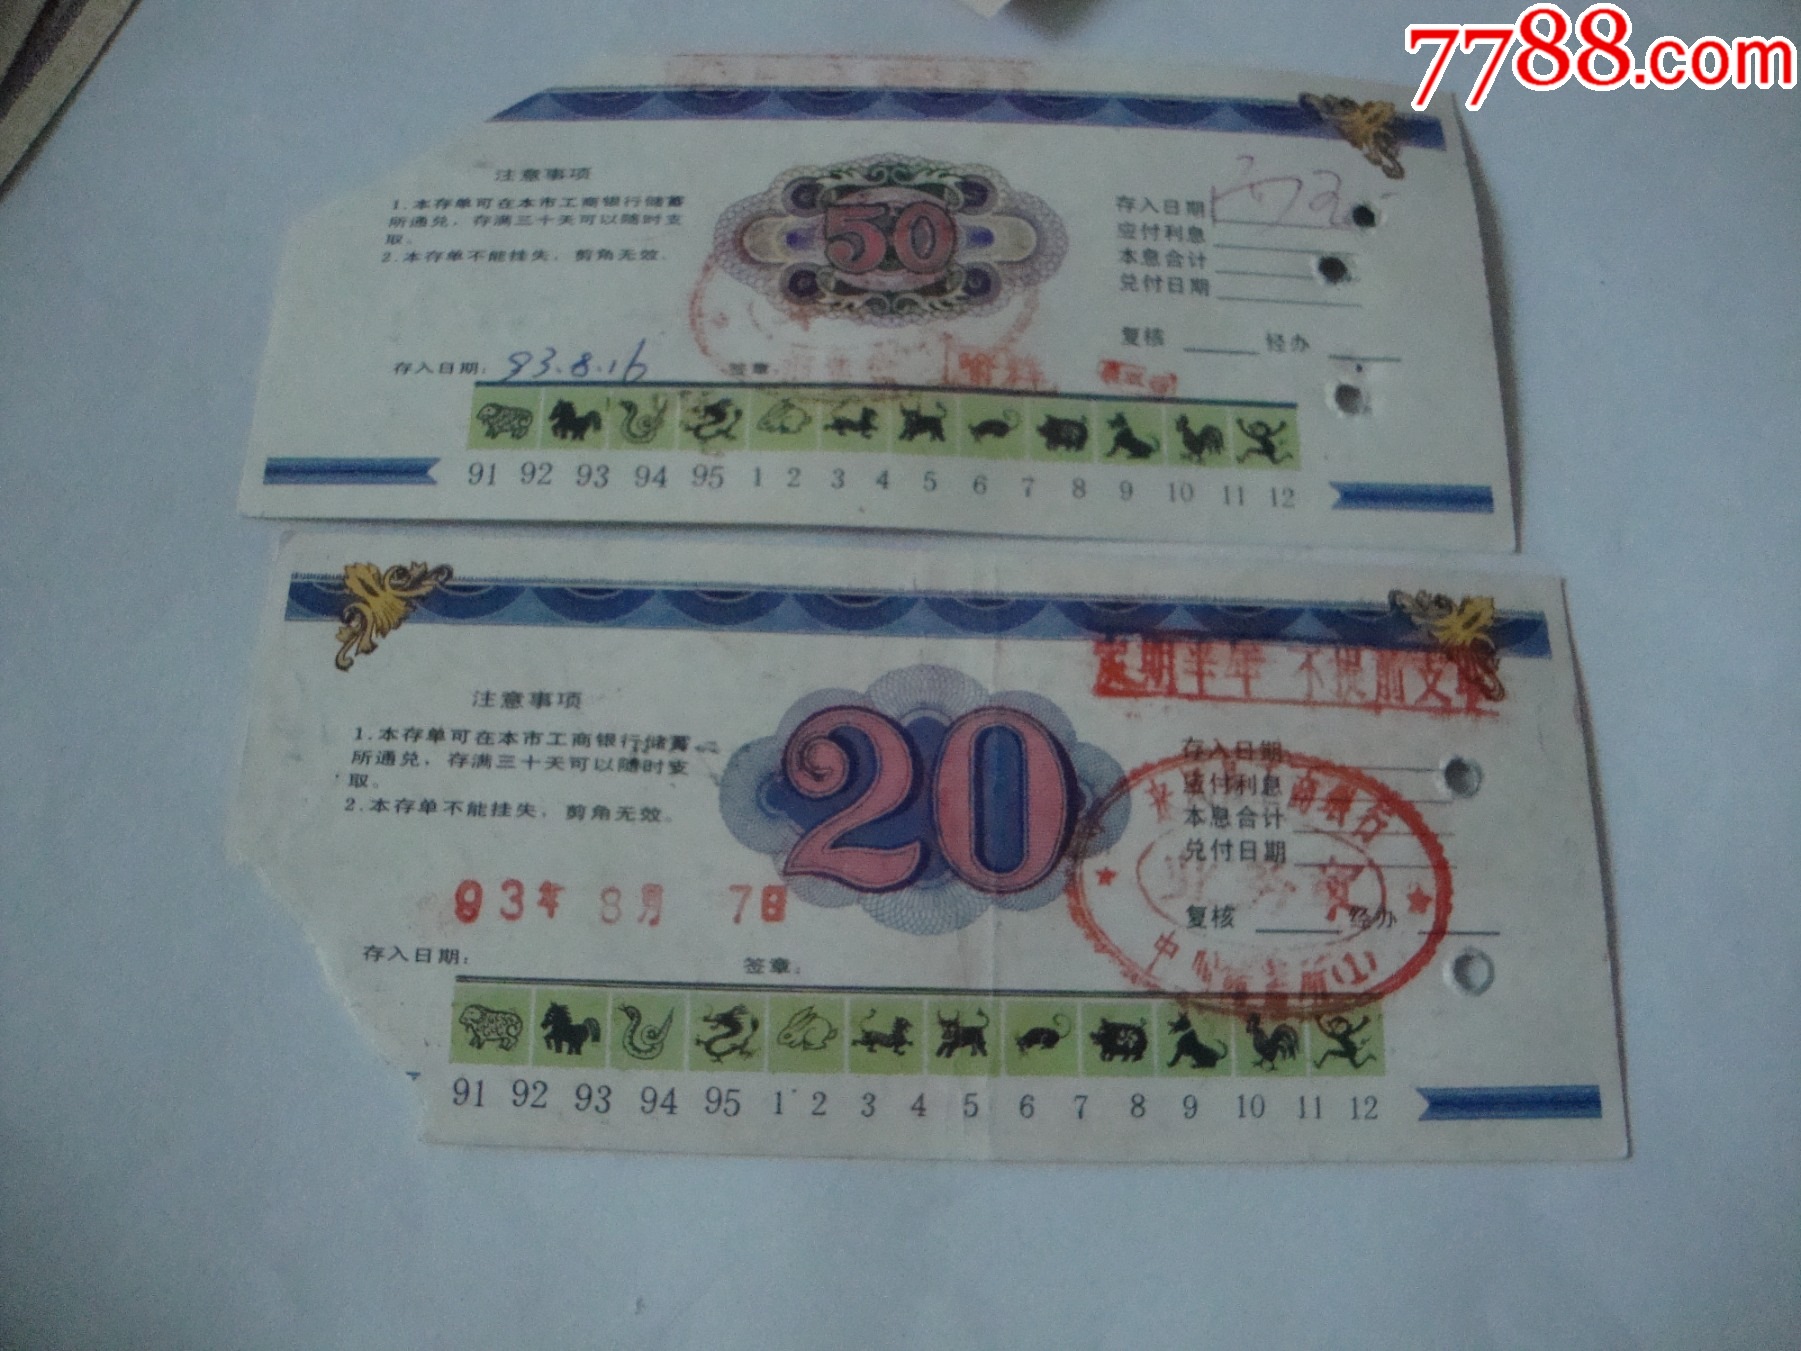 7788.com
注意事项
1.本存单可在本市工商银行储蓄
所通兑，存满三十天可以随时支
取。
2.本存单不能挂失，剪角无效。
50
存入日期
应付利息
本息合计
兑付日期
复核 经办
存入日期: 93.8.16 签章:
91 92 93 94 95 1 2 3 4 5 6 7 8 9 10 11 12
定期半年 不提前支取
注意事项
1.本存单可在本市工商银行储蓄
所通兑，存满三十天可以随时支
取。
2.本存单不能挂失，剪角无效。
20
存入日期
应付利息
本息合计
兑付日期
复核 经办
93年 8月 7日
存入日期: 签章:
91 92 93 94 95 1 2 3 4 5 6 7 8 9 10 11 12